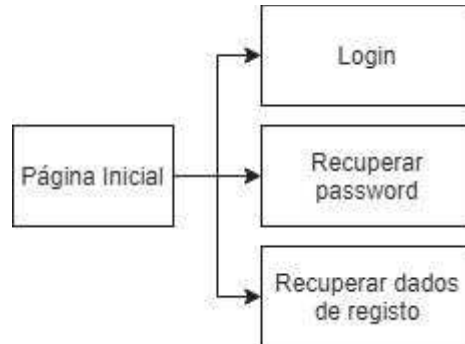 Página Inicial
Login
Recuperar
password
Recuperar dados
de registo